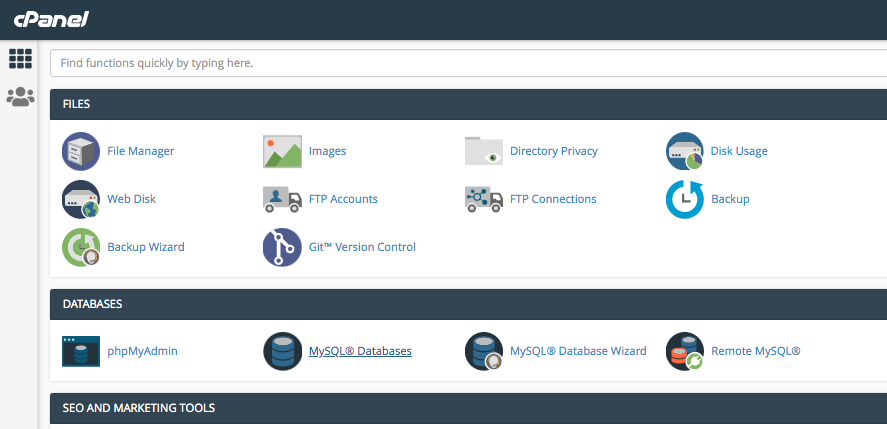 cPanel
Find functions quickly by typing here.
FILES
File Manager
Images
Directory Privacy
Disk Usage
Web Disk
FTP Accounts
FTP Connections
Backup
Backup Wizard
Git™ Version Control
DATABASES
phpMyAdmin
MySQL® Databases
MySQL® Database Wizard
Remote MySQL®
SEO AND MARKETING TOOLS